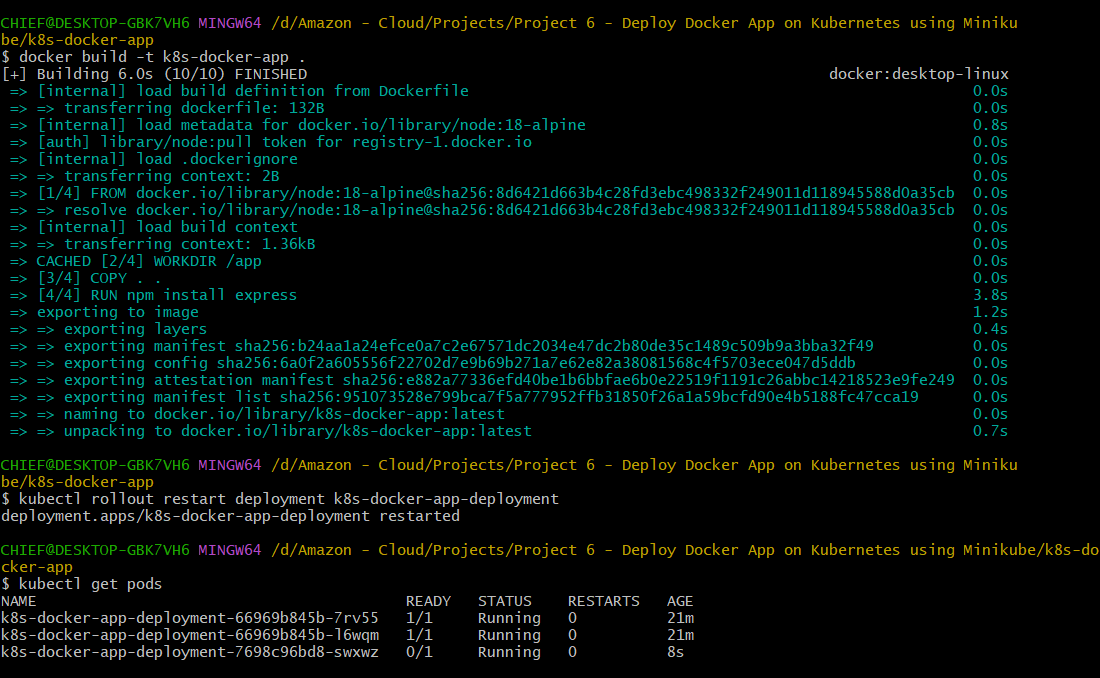 CHIEF@DESKTOP-GBK7VH6 MINGW64 /d/Amazon - Cloud/Projects/Project 6 - Deploy Docker App on Kubernetes using Miniku
be/k8s-docker-app
$ docker build -t k8s-docker-app .
[+] Building 6.0s (10/10) FINISHED docker:desktop-linux
=> [internal] load build definition from Dockerfile 0.0s
=> => transferring dockerfile: 132B 0.0s
=> [internal] load metadata for docker.io/library/node:18-alpine 0.8s
=> [auth] library/node:pull token for registry-1.docker.io 0.0s
=> [internal] load .dockerignore 0.0s
=> => transferring context: 2B 0.0s
=> [1/4] FROM docker.io/library/node:18-alpine@sha256:8d6421d663b4c28fd3ebc498332f249011d118945588d0a35cb 0.0s
=> => resolve docker.io/library/node:18-alpine@sha256:8d6421d663b4c28fd3ebc498332f249011d118945588d0a35cb 0.0s
=> [internal] load build context 0.0s
=> => transferring context: 1.36kB 0.0s
=> CACHED [2/4] WORKDIR /app 0.0s
=> [3/4] COPY . . 0.0s
=> [4/4] RUN npm install express 3.8s
=> exporting to image 1.2s
=> => exporting layers 0.4s
=> => exporting manifest sha256:b24aa1a24efce0a7c2e67571dc2034e47dc2b80de35c1489c509b9a3bba32f49 0.0s
=> => exporting config sha256:6a0f2a605556f22702d7e9b69b271a7e62e82a38081568c4f5703ece047d5ddb 0.0s
=> => exporting attestation manifest sha256:e882a77336efd40be1b6bbfae6b0e22519f1191c26abbc14218523e9fe249 0.0s
=> => exporting manifest list sha256:951073528e799bca7f5a777952ffb31850f26a1a59bcfd90e4b5188fc47cca19 0.0s
=> => naming to docker.io/library/k8s-docker-app:latest 0.0s
=> => unpacking to docker.io/library/k8s-docker-app:latest 0.7s
CHIEF@DESKTOP-GBK7VH6 MINGW64 /d/Amazon - Cloud/Projects/Project 6 - Deploy Docker App on Kubernetes using Miniku
be/k8s-docker-app
$ kubectl rollout restart deployment k8s-docker-app-deployment
deployment.apps/k8s-docker-app-deployment restarted
CHIEF@DESKTOP-GBK7VH6 MINGW64 /d/Amazon - Cloud/Projects/Project 6 - Deploy Docker App on Kubernetes using Minikube/k8s-do
cker-app
$ kubectl get pods
NAME READY STATUS RESTARTS AGE
k8s-docker-app-deployment-66969b845b-7rv55 1/1 Running 0 21m
k8s-docker-app-deployment-66969b845b-l6wqm 1/1 Running 0 21m
k8s-docker-app-deployment-7698c96bd8-swxwz 0/1 Running 0 8s